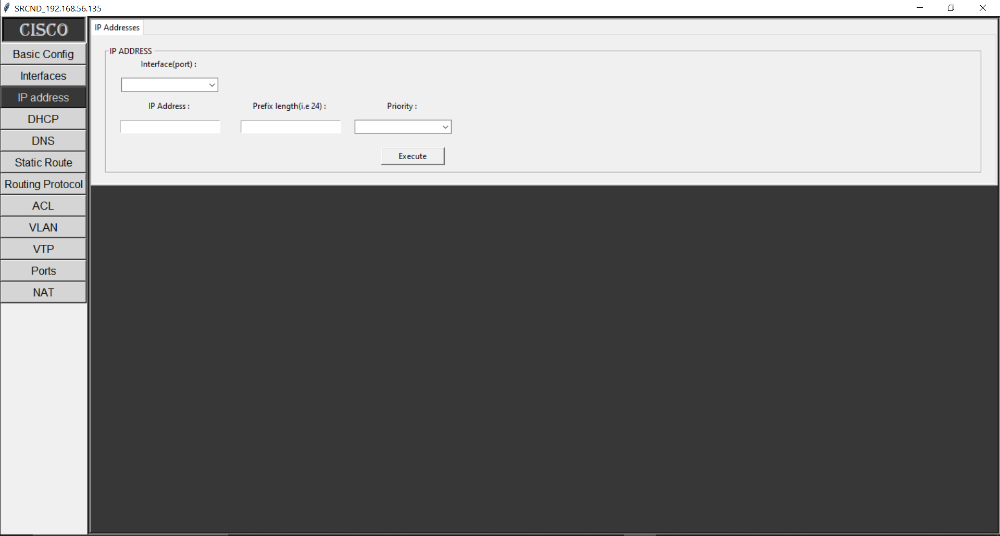 SRCND_192.168.56.135
CISCO
Basic Config
Interfaces
IP address
DHCP
DNS
Static Route
Routing Protocol
ACL
VLAN
VTP
Ports
NAT
IP Addresses
IP ADDRESS
Interface(port) :
IP Address : Prefix length(i.e 24) : Priority :
Execute